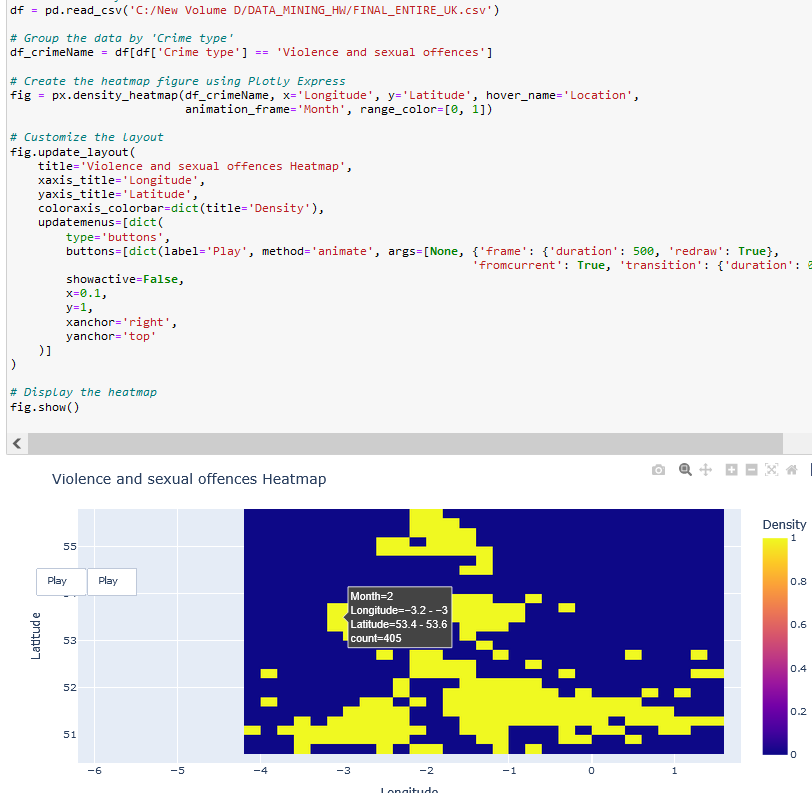 df = pd.read_csv('C:/New Volume D/DATA_MINING_HW/FINAL_ENTIRE_UK.csv')
# Group the data by 'Crime type'
df_crimeName = df[df['Crime type'] == 'Violence and sexual offences']
# Create the heatmap figure using Plotly Express
fig = px.density_heatmap(df_crimeName, x='Longitude', y='Latitude', hover_name='Location',
animation_frame='Month', range_color=[0, 1])
# Customize the layout
fig.update_layout(
title='Violence and sexual offences Heatmap',
xaxis_title='Longitude',
yaxis_title='Latitude',
coloraxis_colorbar=dict(title='Density'),
updatemenus=[dict(
type='buttons',
buttons=[dict(label='Play', method='animate', args=[None, {'frame': {'duration': 500, 'redraw': True},
'fromcurrent': True, 'transition': {'duration': 0
showactive=False,
x=0.1,
y=1,
xanchor='right',
yanchor='top'
)]
)
# Display the heatmap
fig.show()
Violence and sexual offences Heatmap
Density
1
0.8
0.6
0.4
0.2
0
55
53
52
51
Latitude
Play
Play
Month=2
Longitude=−3.2 - −3
Latitude=53.4 - 53.6
count=405
−6
−5
−4
−3
−2
−1
0
1
Longitude